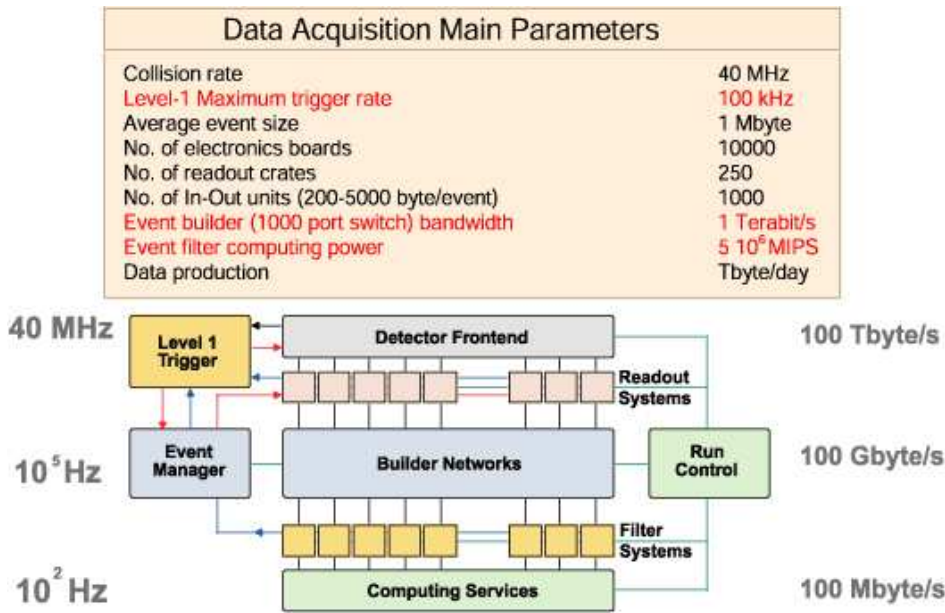 Data Acquisition Main Parameters
Collision rate 40 MHz
Level-1 Maximum trigger rate 100 kHz
Average event size 1 Mbyte
No. of electronics boards 10000
No. of readout crates 250
No. of In-Out units (200-5000 byte/event) 1000
Event builder (1000 port switch) bandwidth 1 Terabit/s
Event filter computing power 5 10⁶ MIPS
Data production Tbyte/day
40 MHz
Level 1
Trigger
Detector Frontend
100 Tbyte/s
Readout
Systems
10⁵ Hz
Event
Manager
Builder Networks
Run
Control
100 Gbyte/s
Filter
Systems
10² Hz
Computing Services
100 Mbyte/s